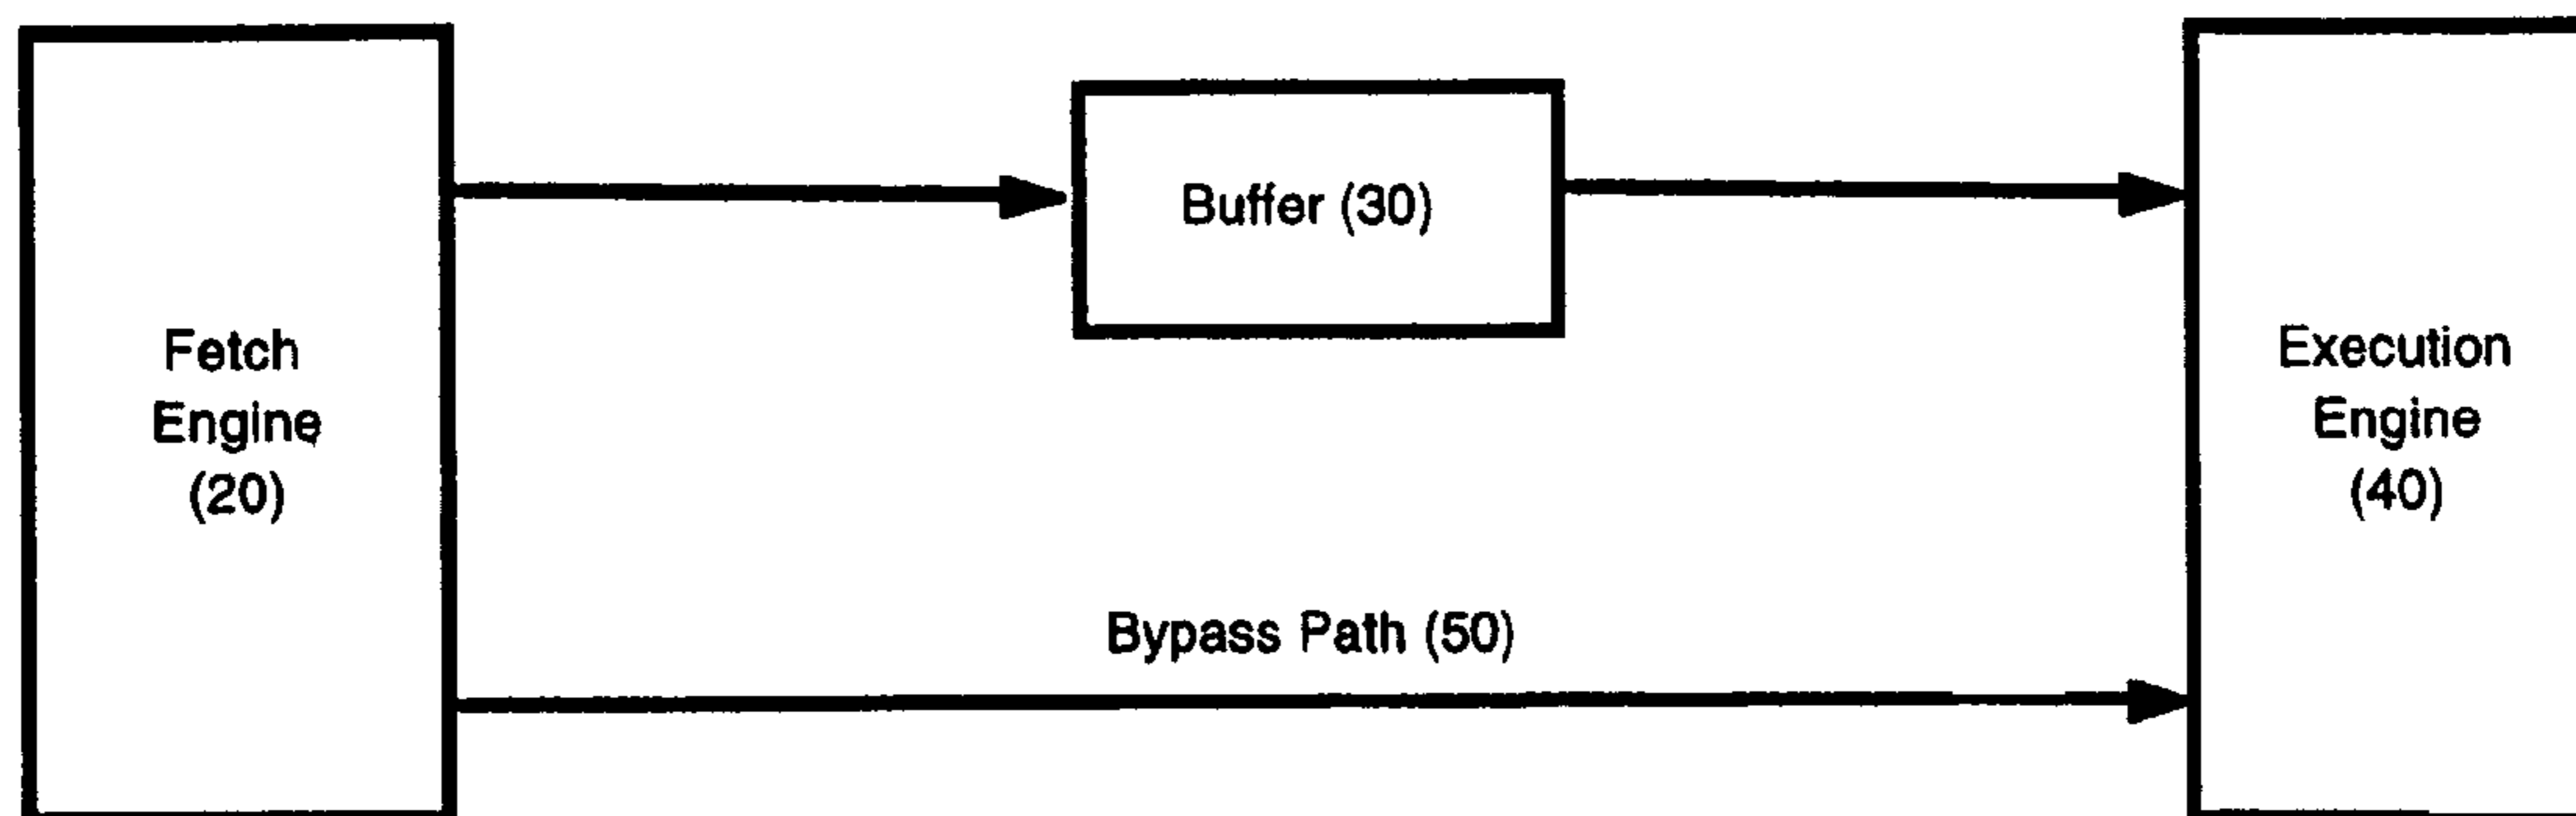 Fetch
Engine
(20)
Buffer (30)
Bypass Path (50)
Execution
Engine
(40)